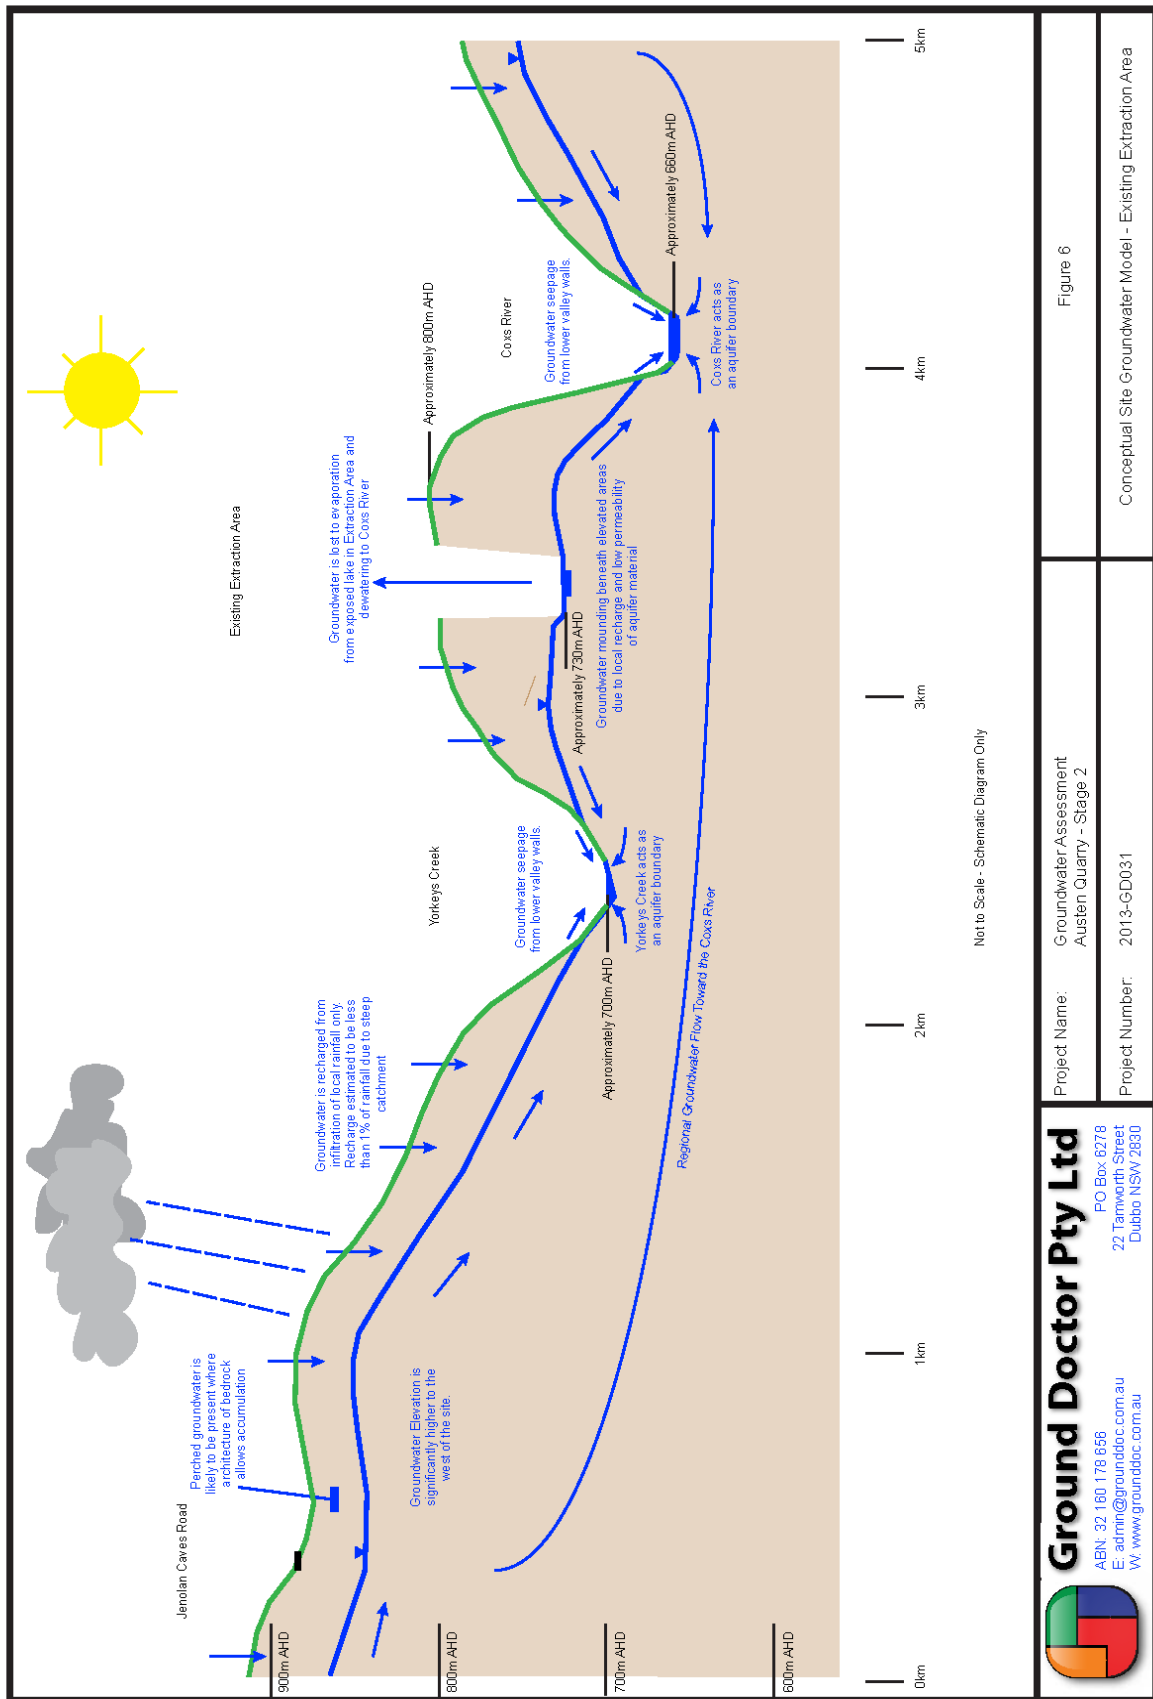 Existing Extraction Area
Groundwater is lost to evaporation
from exposed lake in Extraction Area and
dewatering to Coxs River
Jenolan Caves Road
Perched groundwater is
likely to be present where
architecture of bedrock
allows accumulation
Groundwater is recharged from
infiltration of local rainfall only.
Recharge estimated to be less
than 1% of rainfall due to steep
catchment
Yorkeys Creek
Approximately 800m AHD
Coxs River
Groundwater seepage
from lower valley walls.
Groundwater seepage
from lower valley walls.
Groundwater Elevation is
significantly higher to the
west of the site.
Approximately 730m AHD
Groundwater mounding beneath elevated areas
due to local recharge and low permeability
of aquifer material
Approximately 660m AHD
Approximately 700m AHD
Yorkeys Creek acts as
an aquifer boundary
Coxs River acts as
an aquifer boundary
Regional Groundwater Flow Toward the Coxs River
900m AHD
800m AHD
700m AHD
600m AHD
0km
1km
2km
3km
4km
5km
Not to Scale - Schematic Diagram Only
Ground Doctor Pty Ltd
ABN: 32 160 178 656
E: admin@grounddoc.com.au
W: www.grounddoc.com.au
PO Box 6278
22 Tamworth Street
Dubbo NSW 2830
Project Name:
Groundwater Assessment
Austen Quarry - Stage 2
Project Number:
2013-GD031
Figure 6
Conceptual Site Groundwater Model - Existing Extraction Area